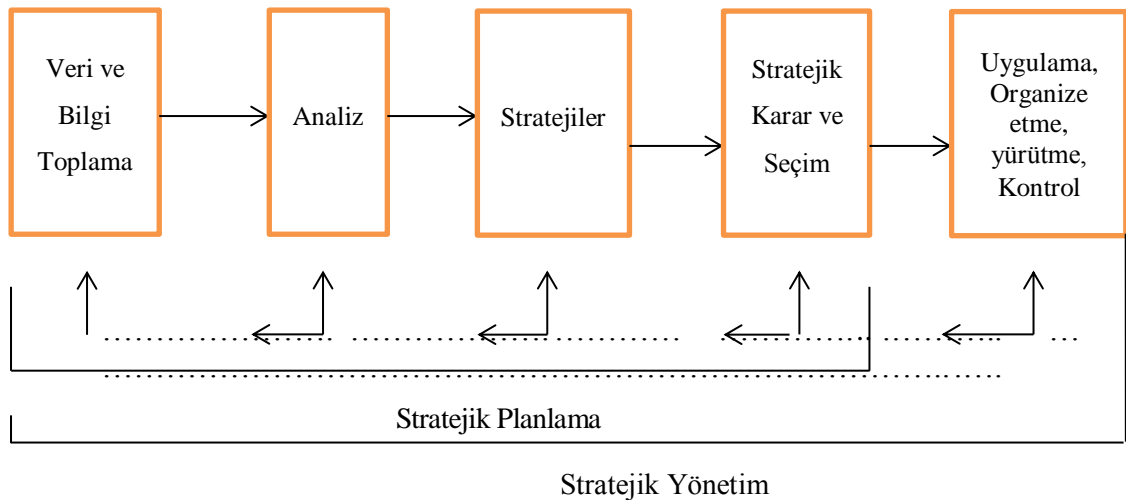 Veri ve
Bilgi
Toplama
Analiz
Stratejiler
Stratejik
Karar ve
Seçim
Uygulama,
Organize
etme,
yürütme,
Kontrol
Stratejik Planlama
Stratejik Yönetim